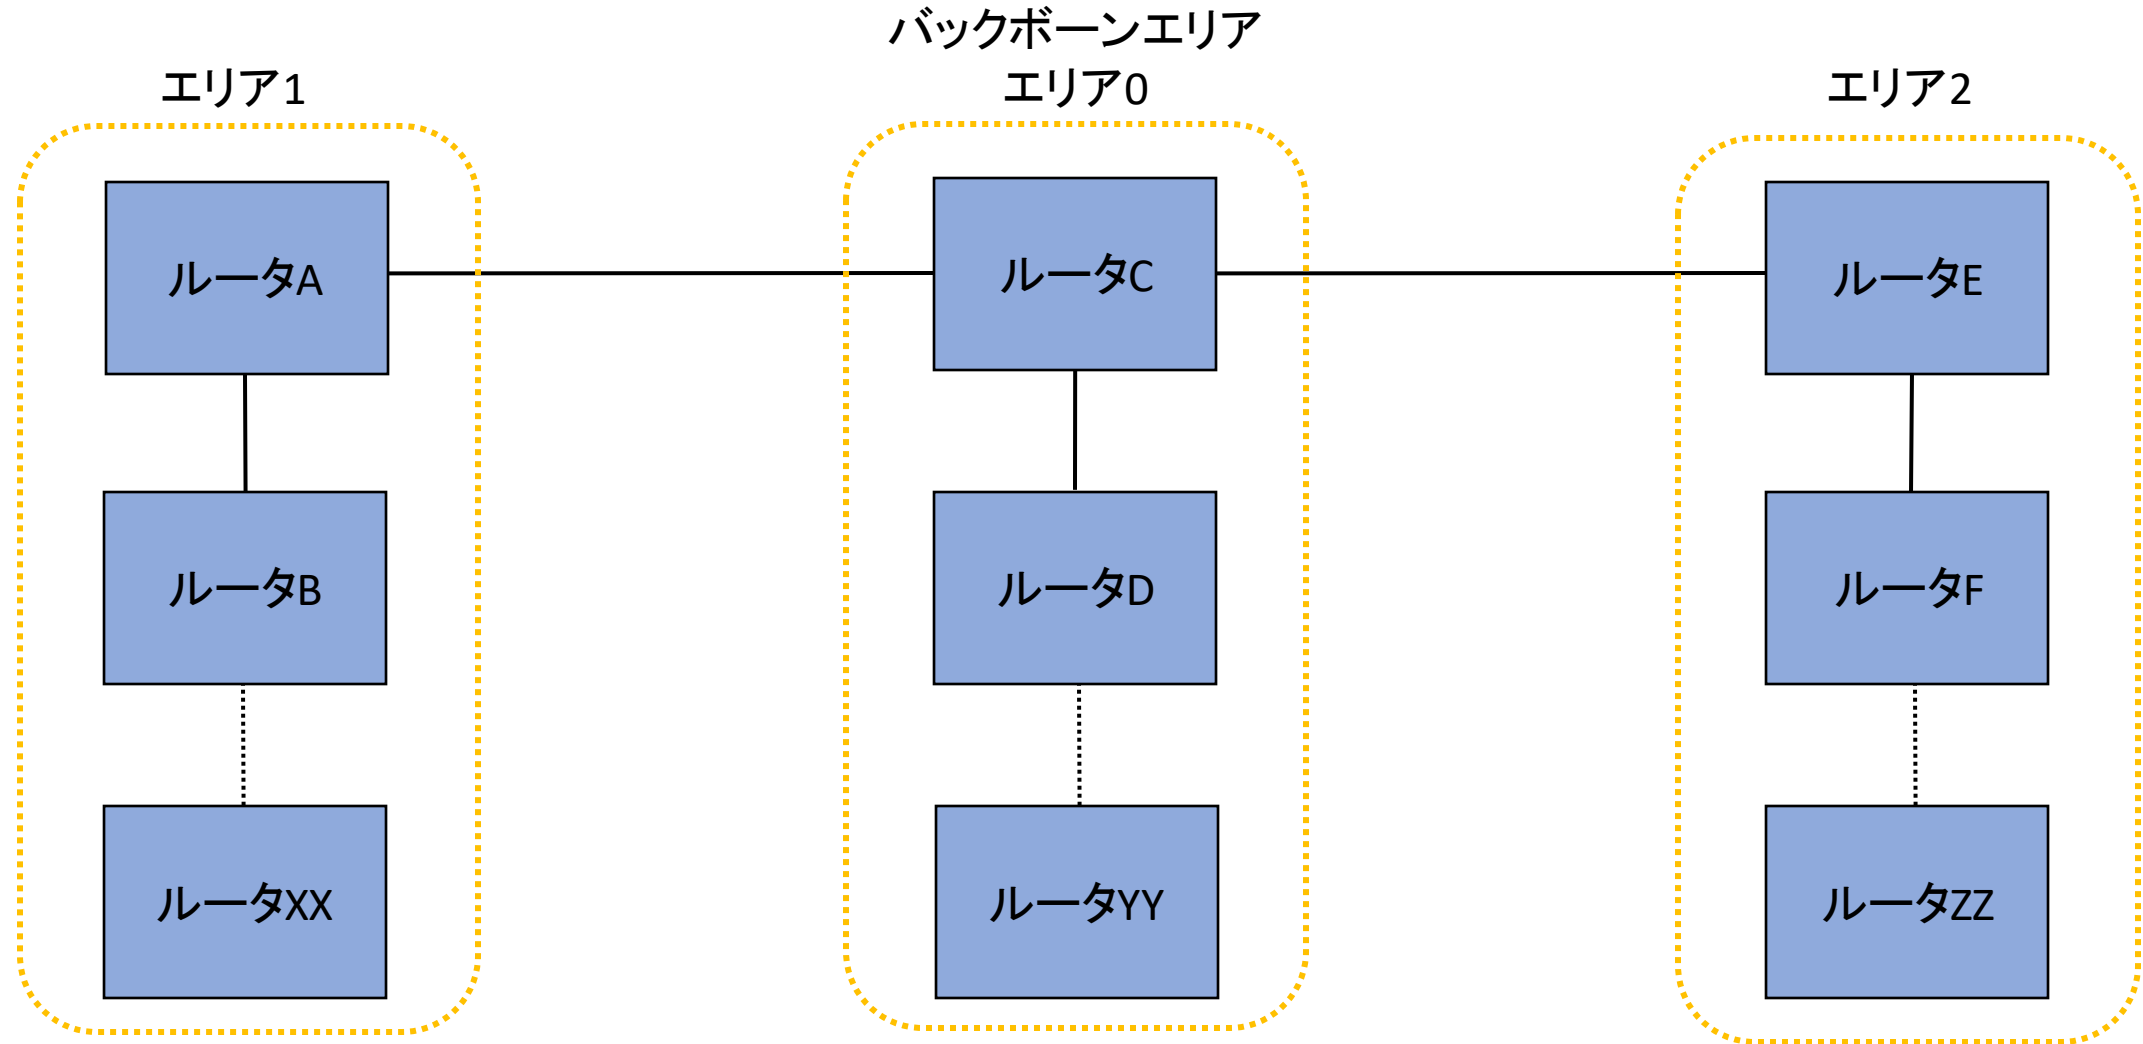 バックボーンエリア
エリア1
エリア0
エリア2
ルータA
ルータC
ルータE
ルータB
ルータD
ルータF
ルータXX
ルータYY
ルータZZ